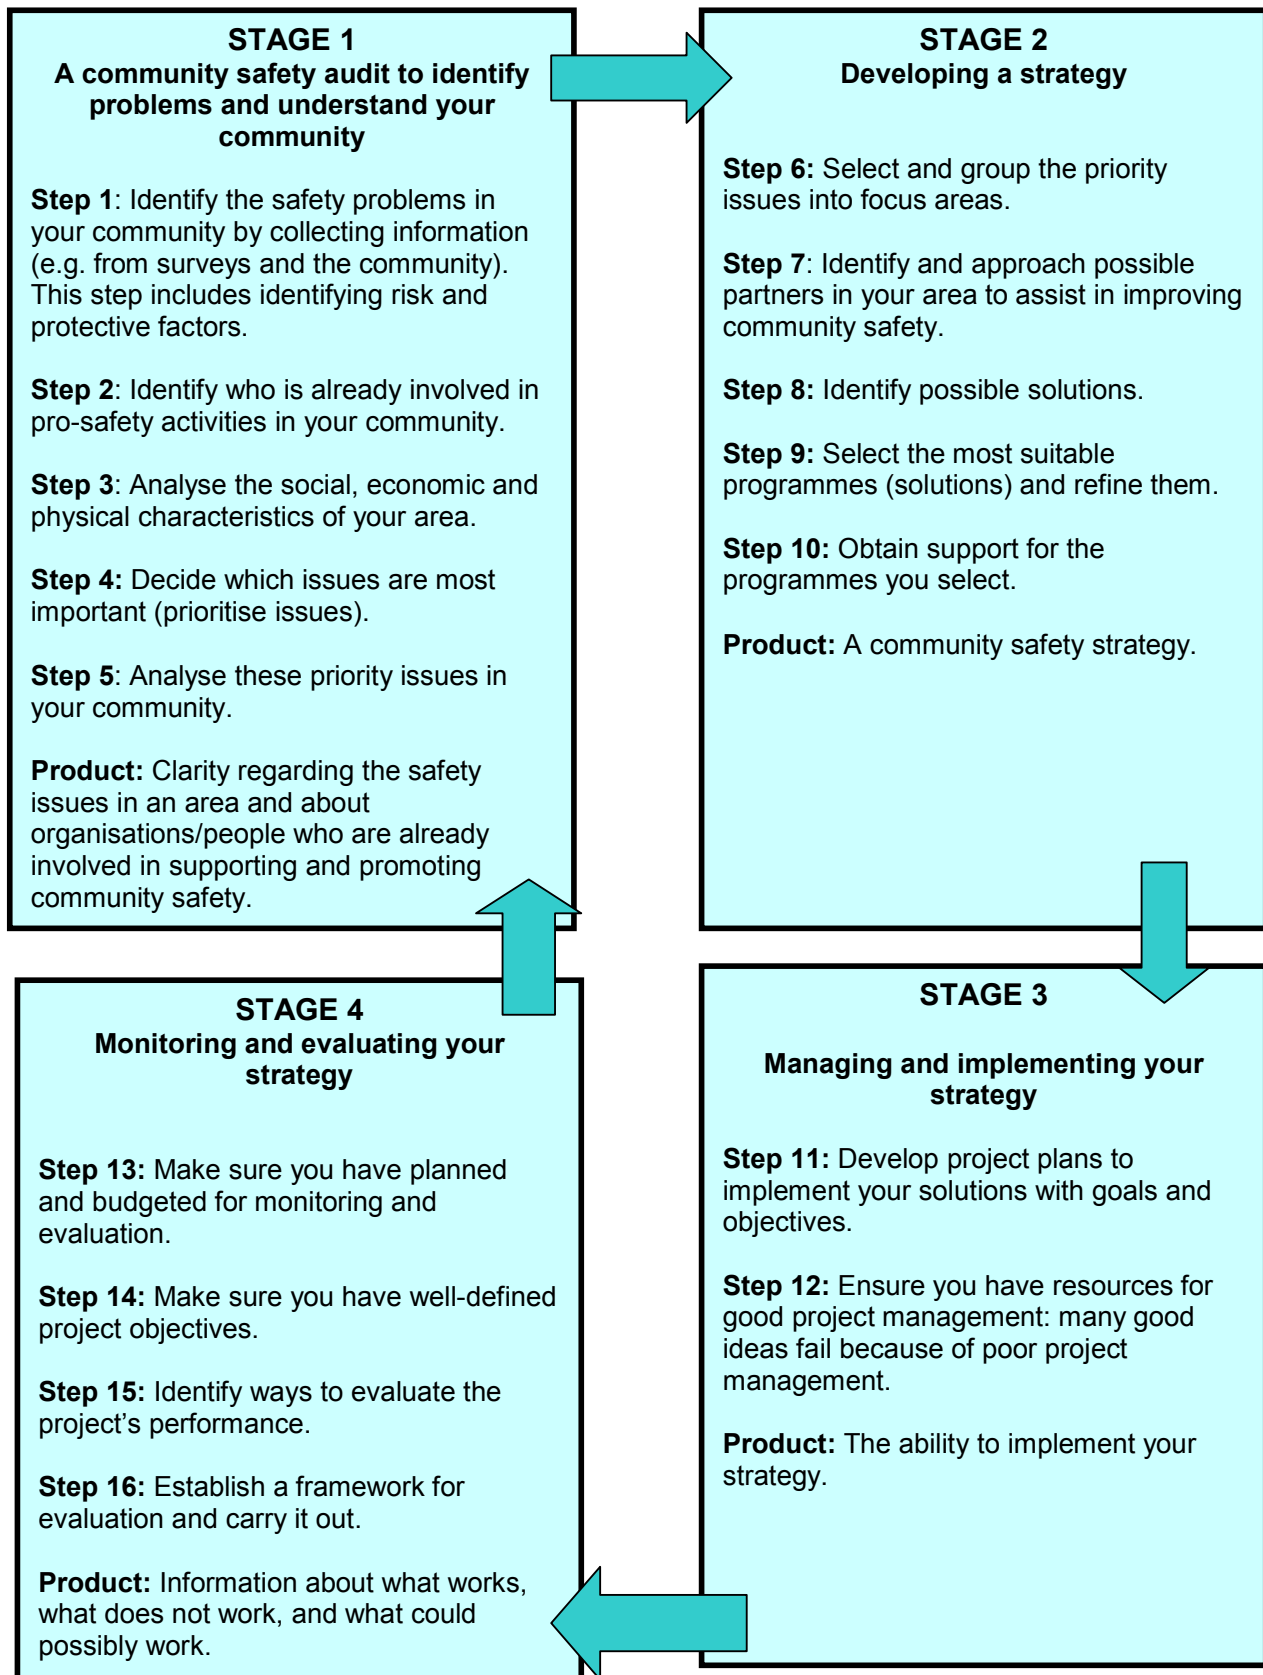 STAGE 1
A community safety audit to identify
problems and understand your
community
Step 1: Identify the safety problems in
your community by collecting information
(e.g. from surveys and the community).
This step includes identifying risk and
protective factors.
Step 2: Identify who is already involved in
pro-safety activities in your community.
Step 3: Analyse the social, economic and
physical characteristics of your area.
Step 4: Decide which issues are most
important (prioritise issues).
Step 5: Analyse these priority issues in
your community.
Product: Clarity regarding the safety
issues in an area and about
organisations/people who are already
involved in supporting and promoting
community safety.
STAGE 2
Developing a strategy
Step 6: Select and group the priority
issues into focus areas.
Step 7: Identify and approach possible
partners in your area to assist in improving
community safety.
Step 8: Identify possible solutions.
Step 9: Select the most suitable
programmes (solutions) and refine them.
Step 10: Obtain support for the
programmes you select.
Product: A community safety strategy.
STAGE 3
Managing and implementing your
strategy
Step 11: Develop project plans to
implement your solutions with goals and
objectives.
Step 12: Ensure you have resources for
good project management: many good
ideas fail because of poor project
management.
Product: The ability to implement your
strategy.
STAGE 4
Monitoring and evaluating your
strategy
Step 13: Make sure you have planned
and budgeted for monitoring and
evaluation.
Step 14: Make sure you have well-defined
project objectives.
Step 15: Identify ways to evaluate the
project's performance.
Step 16: Establish a framework for
evaluation and carry it out.
Product: Information about what works,
what does not work, and what could
possibly work.